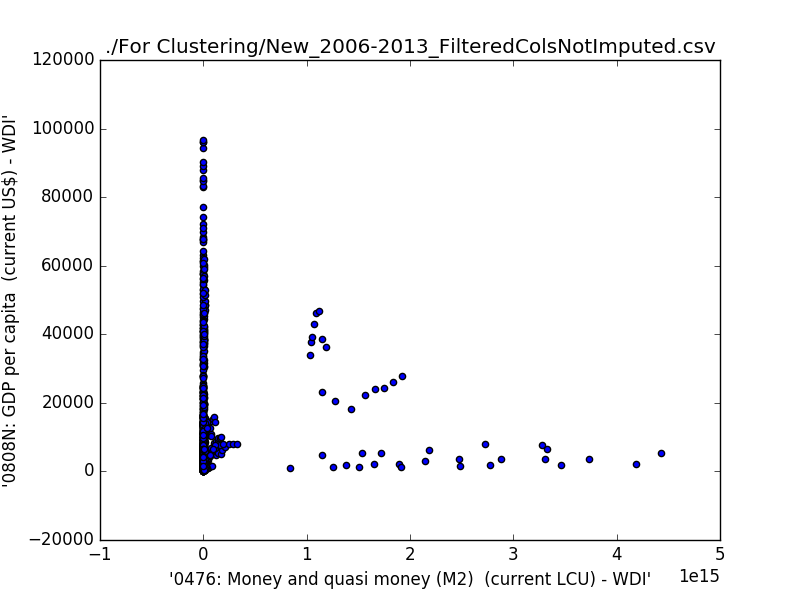 ./For Clustering/New_2006-2013_FilteredColsNotImputed.csv
120000
100000
80000
60000
40000
20000
0
−20000
'0808N: GDP per capita  (current US$) - WDI'
−1 0 1 2 3 4 5
1e15
'0476: Money and quasi money (M2)  (current LCU) - WDI'